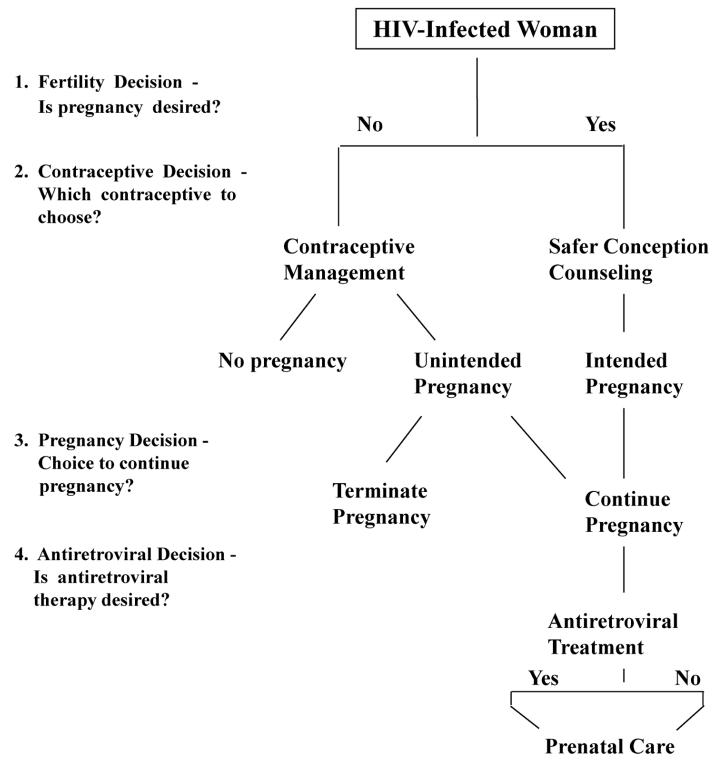 HIV-Infected Woman
1. Fertility Decision -
Is pregnancy desired?
No
Yes
2. Contraceptive Decision -
Which contraceptive to
choose?
Contraceptive
Management
Safer Conception
Counseling
No pregnancy
Unintended
Pregnancy
Intended
Pregnancy
3. Pregnancy Decision -
Choice to continue
pregnancy?
Terminate
Pregnancy
Continue
Pregnancy
4. Antiretroviral Decision -
Is antiretroviral
therapy desired?
Antiretroviral
Treatment
Yes
No
Prenatal Care